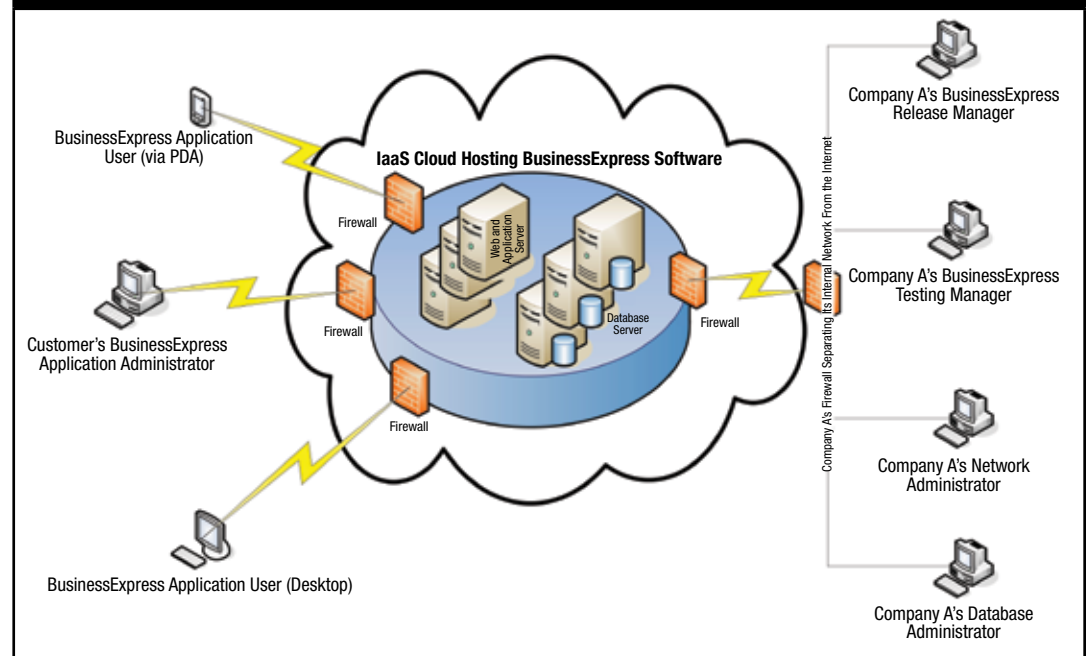 BusinessExpress Application
User (via PDA)
Firewall
IaaS Cloud Hosting BusinessExpress Software
Web and
Application
Server
Customer's BusinessExpress
Application Administrator
Firewall
Database
Server
Firewall
Firewall
BusinessExpress Application User (Desktop)
Company A's Firewall Separating Its Internal Network From the Internet
Company A's BusinessExpress
Release Manager
Company A's BusinessExpress
Testing Manager
Company A's Network
Administrator
Company A's Database
Administrator